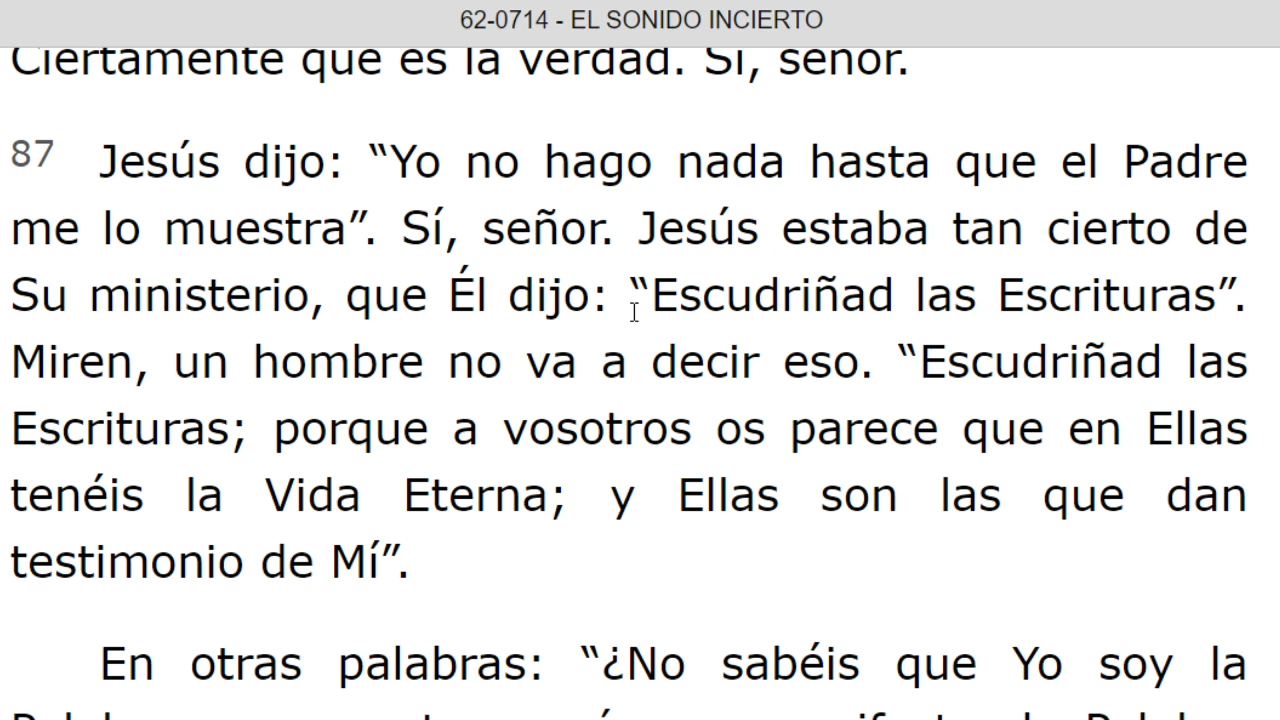 62-0714 - EL SONIDO INCIERTO
Ciertamente que es la verdad. Sí, señor.
87 Jesús dijo: “Yo no hago nada hasta que el Padre
me lo muestra”. Sí, señor. Jesús estaba tan cierto de
Su ministerio, que Él dijo: “Escudriñad las Escrituras”.
Miren, un hombre no va a decir eso. “Escudriñad las
Escrituras; porque a vosotros os parece que en Ellas
tenéis la Vida Eterna; y Ellas son las que dan
testimonio de Mí”.
En otras palabras: “¿No sabéis que Yo soy la